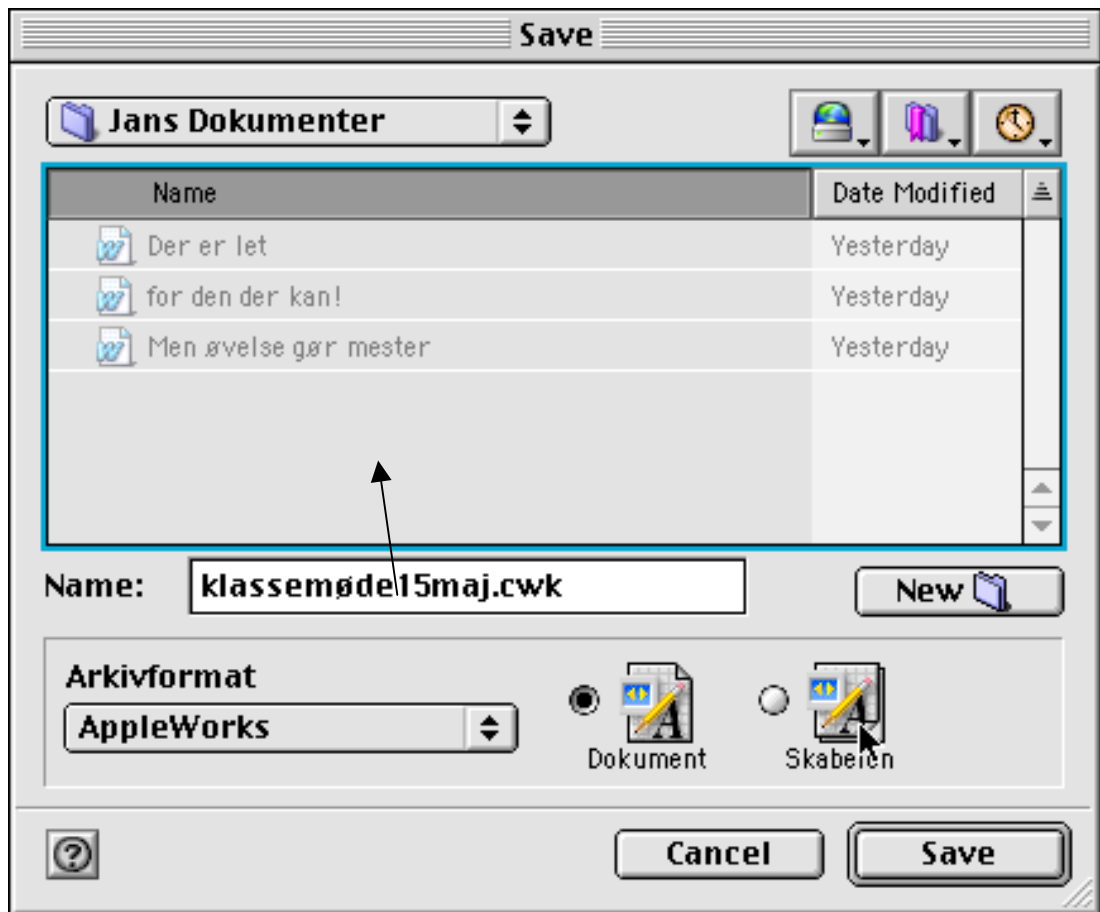 Save
Jans Dokumenter
Name Date Modified
Der er let Yesterday
for den der kan! Yesterday
Men øvelse gør mester Yesterday
Name: klassemøde15maj.cwk New
Arkivformat
AppleWorks
Dokument Skabelon
Cancel Save